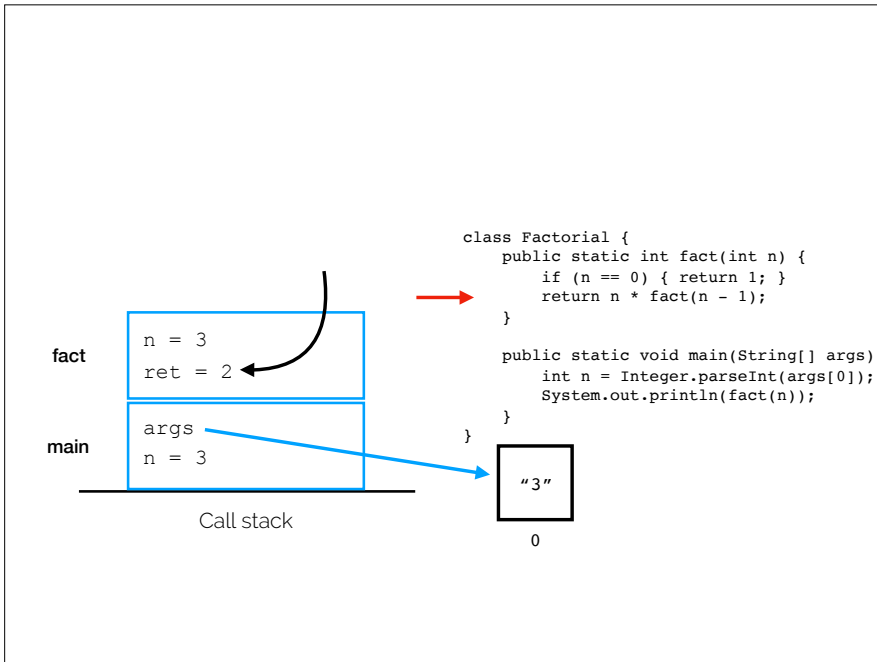 class Factorial {
    public static int fact(int n) {
        if (n == 0) { return 1; }
        return n * fact(n - 1);
    }
    public static void main(String[] args)
        int n = Integer.parseInt(args[0]);
        System.out.println(fact(n));
    }
}
fact
n = 3
ret = 2
main
args
n = 3
“3”
0
Call stack